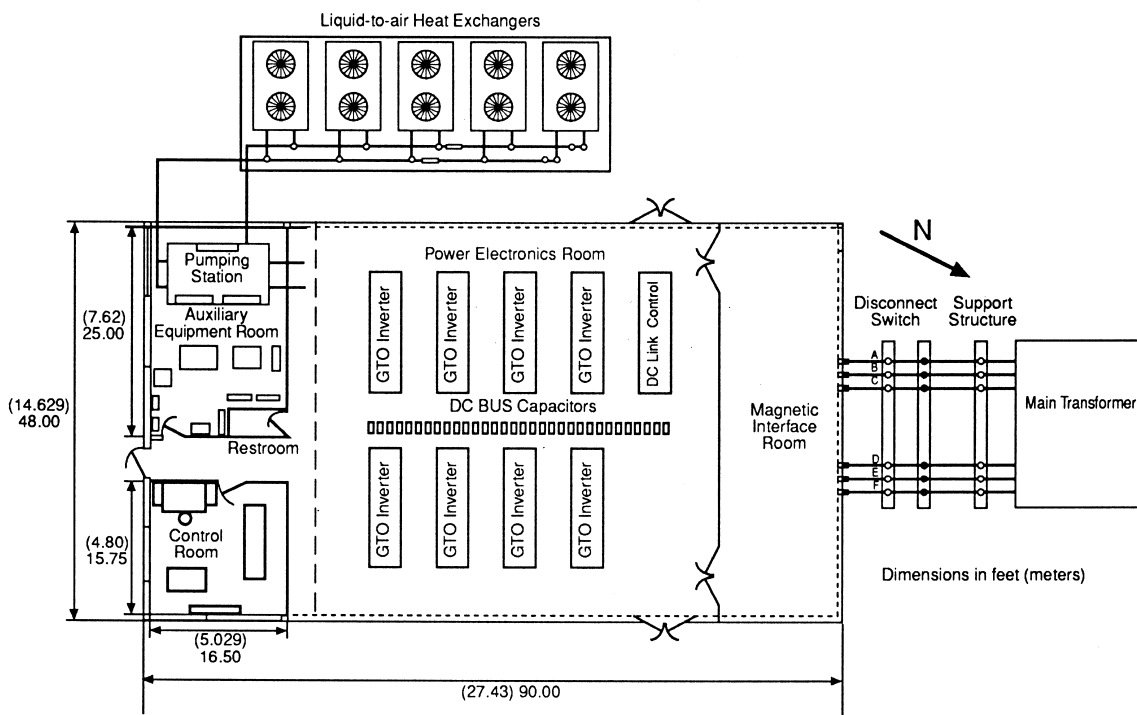 Liquid-to-air Heat Exchangers
N
Pumping
Station
Power Electronics Room
Disconnect
Switch
Support
Structure
(7.62)
25.00
Auxiliary
Equipment Room
GTO Inverter
GTO Inverter
GTO Inverter
GTO Inverter
DC Link Control
A
B
C
(14.629)
48.00
DC BUS Capacitors
Magnetic
Interface
Room
Main Transformer
Restroom
D
E
F
GTO Inverter
GTO Inverter
GTO Inverter
GTO Inverter
(4.80)
15.75
Control
Room
Dimensions in feet (meters)
(5.029)
16.50
(27.43) 90.00